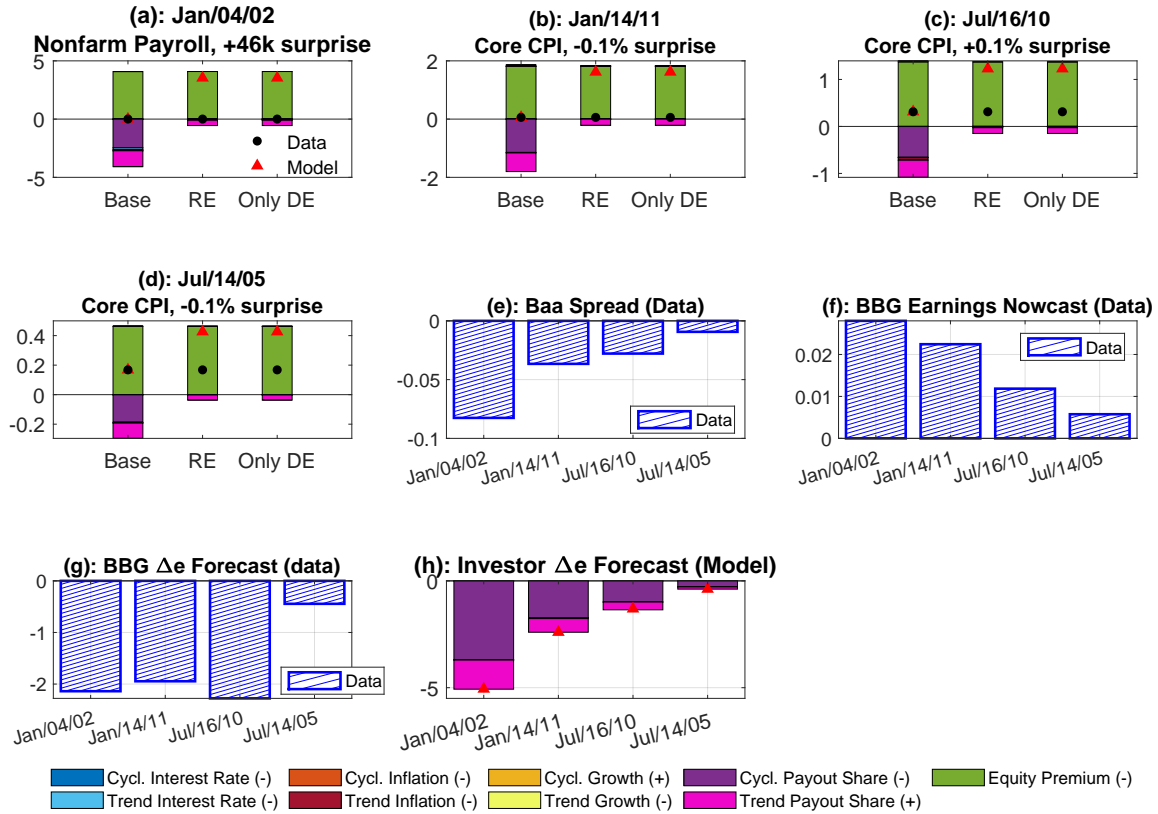 (a): Jan/04/02
Nonfarm Payroll, +46k surprise
5
0
-5
Data
Model
Base RE Only DE
(b): Jan/14/11
Core CPI, -0.1% surprise
2
0
-2
Base RE Only DE
(c): Jul/16/10
Core CPI, +0.1% surprise
1
0
-1
Base RE Only DE
(d): Jul/14/05
Core CPI, -0.1% surprise
0.4
0.2
0
-0.2
Base RE Only DE
(e): Baa Spread (Data)
0
-0.05
-0.1
Data
Jan/04/02 Jan/14/11 Jul/16/10 Jul/14/05
(f): BBG Earnings Nowcast (Data)
0.02
0.01
0
Data
Jan/04/02 Jan/14/11 Jul/16/10 Jul/14/05
(g): BBG Δe Forecast (data)
0
-1
-2
Data
Jan/04/02 Jan/14/11 Jul/16/10 Jul/14/05
(h): Investor Δe Forecast (Model)
0
-5
Jan/04/02 Jan/14/11 Jul/16/10 Jul/14/05
Cycl. Interest Rate (-) Cycl. Inflation (-) Cycl. Growth (+) Cycl. Payout Share (-) Equity Premium (-)
Trend Interest Rate (-) Trend Inflation (-) Trend Growth (-) Trend Payout Share (+)